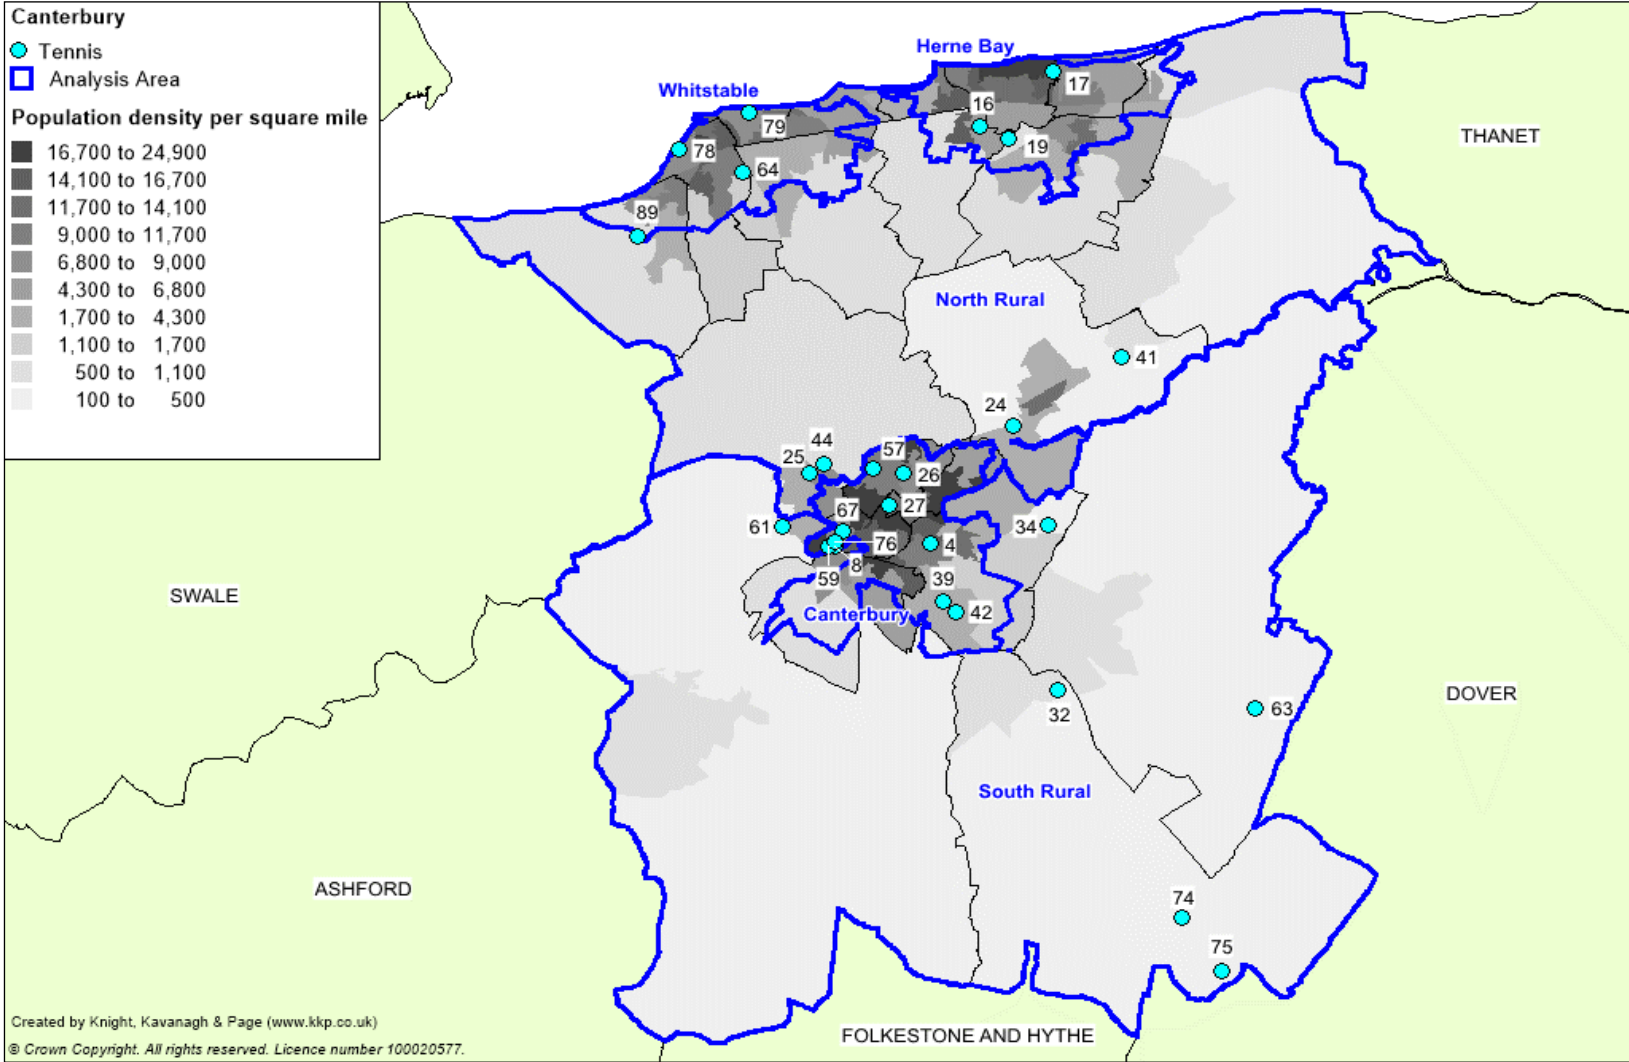 Canterbury
Tennis
Analysis Area
Population density per square mile
16,700 to 24,900
14,100 to 16,700
11,700 to 14,100
9,000 to 11,700
6,800 to 9,000
4,300 to 6,800
1,700 to 4,300
1,100 to 1,700
500 to 1,100
100 to 500
Herne Bay
17
Whitstable
16
79
THANET
19
78
64
89
North Rural
41
24
44
57
25
26
27
67
61
34
76
4
8
59
39
SWALE
Canterbury
42
DOVER
63
32
South Rural
ASHFORD
74
75
Created by Knight, Kavanagh & Page (www.kkp.co.uk)
FOLKESTONE AND HYTHE
© Crown Copyright. All rights reserved. Licence number 100020577.